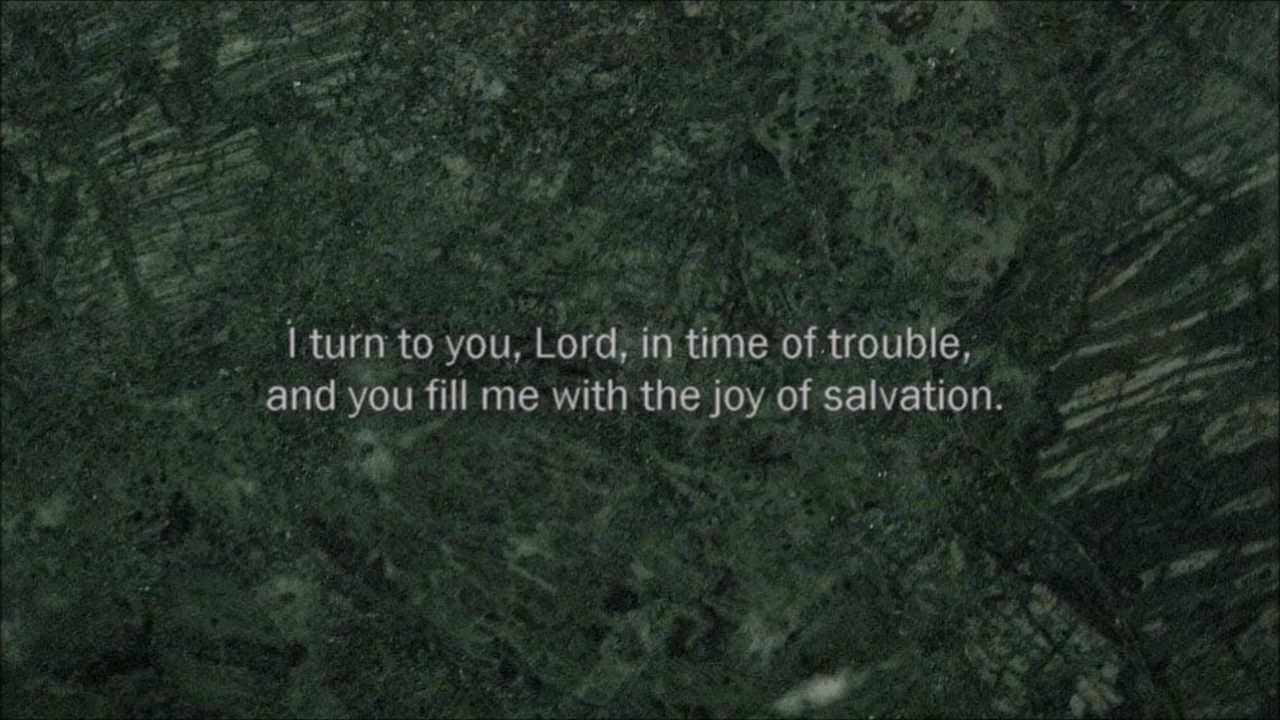 I turn to you, Lord, in time of trouble,
and you fill me with the joy of salvation.